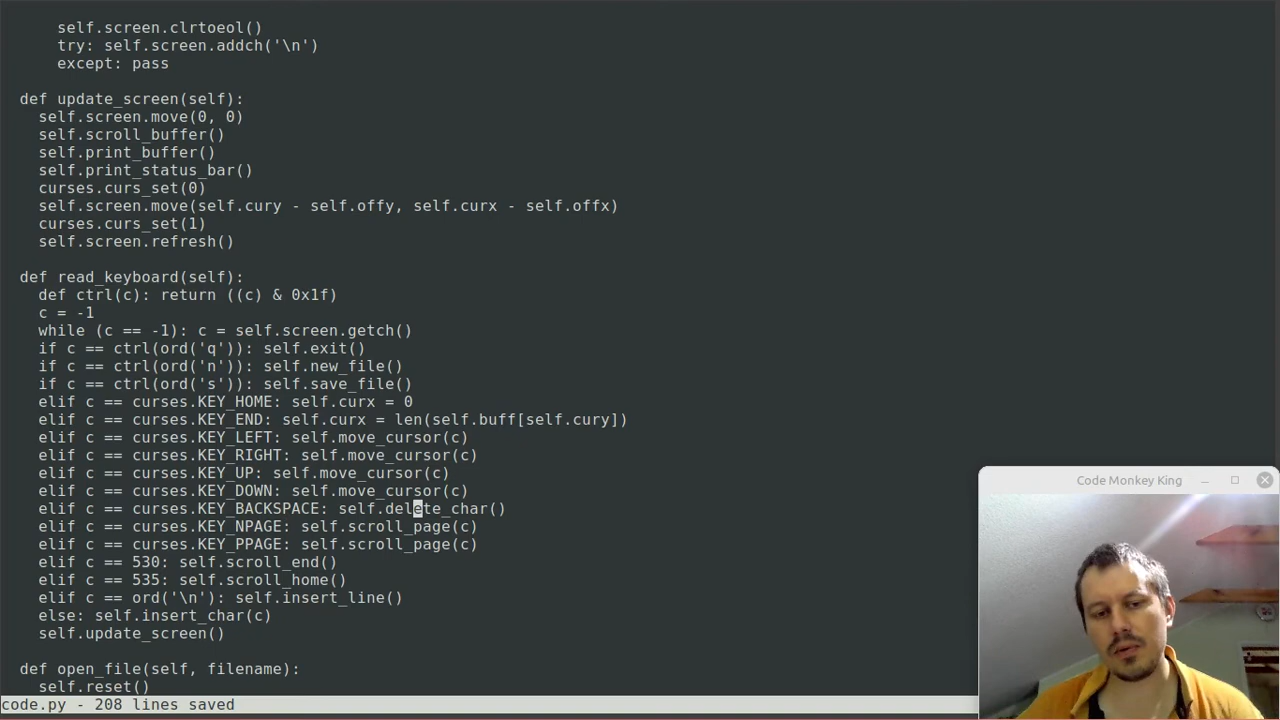 self.screen.clrtoeol()
try: self.screen.addch('\n')
except: pass
def update_screen(self):
self.screen.move(0, 0)
self.scroll_buffer()
self.print_buffer()
self.print_status_bar()
curses.curs_set(0)
self.screen.move(self.cury - self.offy, self.curx - self.offx)
curses.curs_set(1)
self.screen.refresh()
def read_keyboard(self):
def ctrl(c): return ((c) & 0x1f)
c = -1
while (c == -1): c = self.screen.getch()
if c == ctrl(ord('q')): self.exit()
if c == ctrl(ord('n')): self.new_file()
if c == ctrl(ord('s')): self.save_file()
elif c == curses.KEY_HOME: self.curx = 0
elif c == curses.KEY_END: self.curx = len(self.buff[self.cury])
elif c == curses.KEY_LEFT: self.move_cursor(c)
elif c == curses.KEY_RIGHT: self.move_cursor(c)
elif c == curses.KEY_UP: self.move_cursor(c)
elif c == curses.KEY_DOWN: self.move_cursor(c)
elif c == curses.KEY_BACKSPACE: self.delete_char()
elif c == curses.KEY_NPAGE: self.scroll_page(c)
elif c == curses.KEY_PPAGE: self.scroll_page(c)
elif c == 530: self.scroll_end()
elif c == 535: self.scroll_home()
elif c == ord('\n'): self.insert_line()
else: self.insert_char(c)
self.update_screen()
def open_file(self, filename):
self.reset()
code.py - 208 lines saved
Code Monkey King